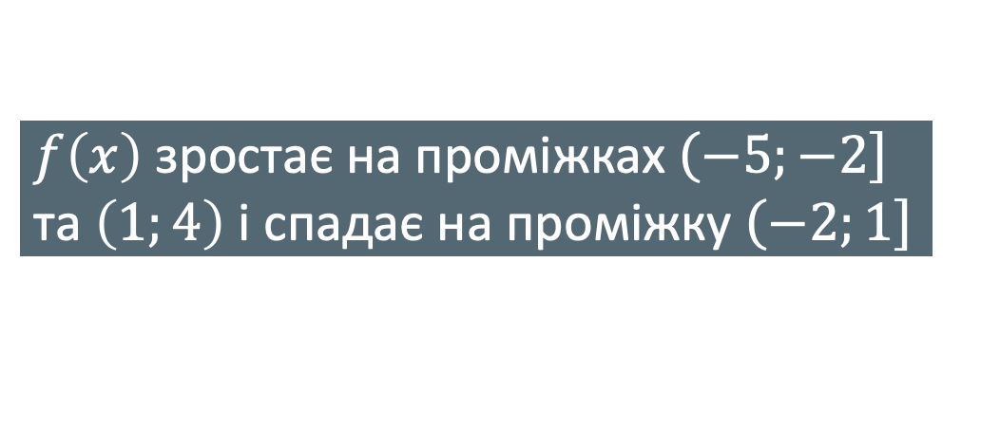 f(x) зростає на проміжках (−5; −2]
та (1; 4) і спадає на проміжку (−2; 1]